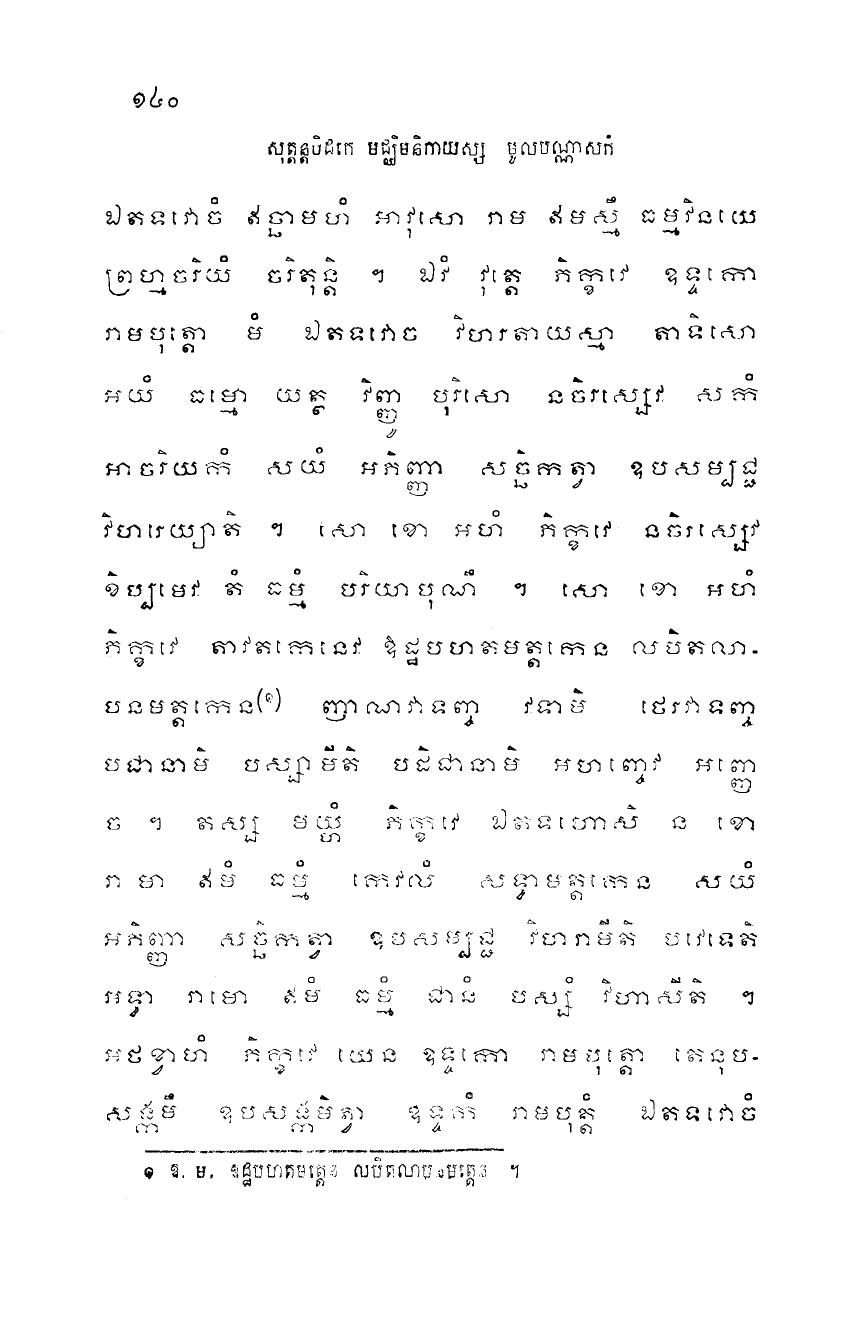 ១៤០
សុត្តន្តបិដកេ មជ្ឈិមនិកាយស្ស មូលបណ្ណាសកំ
ឯតទវោចំ ឥច្ឆាមហំ អាវុសោ រាម ឥមស្មឹ ធម្មវិនយេ
ព្រហ្មចរិយំ ចរិតុន្តិ ។ ឯវំ វុត្តេ ភិក្ខវេ ឧទ្ទកោ
រាមបុត្តោ មំ ឯតទវោច វិហរតាយស្មា តាទិសោ
អយំ ធម្មោ យត្ថ វិញ្ញូ បុរិសោ នចិរស្សេវ សកំ
អាចរិយកំ សយំ អភិញ្ញា សច្ឆិកត្វា ឧបសម្បជ្ជ
វិហរេយ្យាតិ ។ សោ ខោ អហំ ភិក្ខវេ នចិរស្សេវ
ខិប្បមេវ តំ ធម្មំ បរិយាបុណឹ ។ សោ ខោ អហំ
ភិក្ខវេ តាវតកេនេវ ឱដ្ឋបហតមត្តកេន លបិតលា-
បនមត្តកេន(១) ញាណវាទញ្ច វទាមិ ថេរវាទញ្ច
បជានាមិ បស្សាមីតិ បដិជានាមិ អហញ្ចេវ អញ្ញេ
ច ។ តស្ស មយ្ហំ ភិក្ខវេ ឯតទហោសិ ន ខោ
រាមោ ឥមំ ធម្មំ កេវលំ សទ្ធាមត្តកេន សយំ
អភិញ្ញា សច្ឆិកត្វា ឧបសម្បជ្ជ វិហរាមីតិ បវេទេតិ
អទ្ធា រាមោ ឥមំ ធម្មំ ជានំ បស្សំ វិហាសីតិ ។
អថខ្វាហំ ភិក្ខវេ យេន ឧទ្ទកោ រាមបុត្តោ តេនុប-
សង្កមឹ ឧបសង្កមិត្វា ឧទ្ទកំ រាមបុត្តំ ឯតទវោចំ
១ ឱ. ម. ឱដ្ឋបហតមត្តេន លបិតលាបនមត្តេន ។